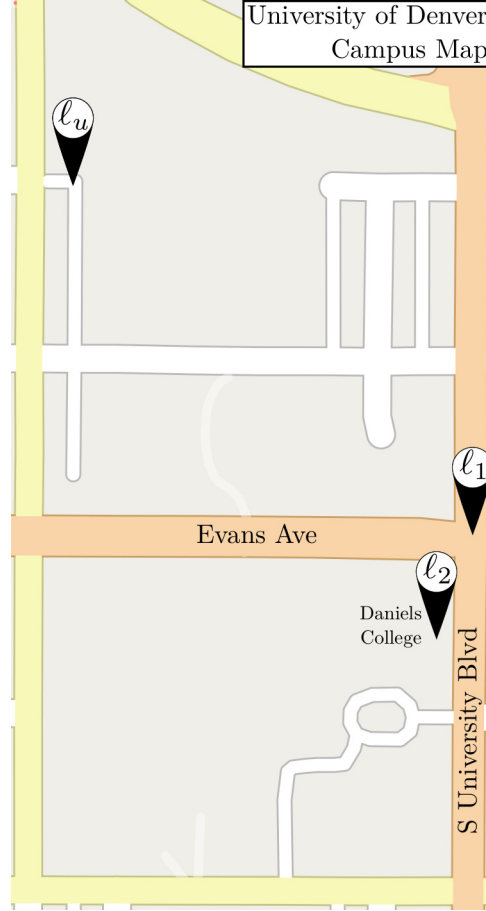 University of Denver
Campus Map
ℓu
ℓ1
Evans Ave
ℓ2
Daniels
College
S University Blvd